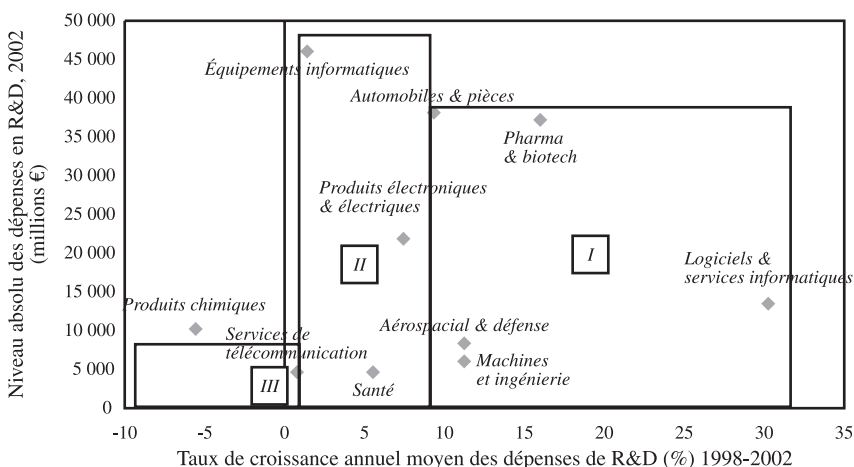 Niveau absolu des dépenses en R&D, 2002
(millions €)
50 000
45 000
40 000
35 000
30 000
25 000
20 000
15 000
10 000
5 000
0
Équipements informatiques
Automobiles & pièces
Pharma
& biotech
Produits électroniques
& électriques
II
I
Logiciels &
services informatiques
Produits chimiques
Services de
télécommunication
Aérospacial & défense
Machines
et ingénierie
III
Santé
-10 -5 0 5 10 15 20 25 30 35
Taux de croissance annuel moyen des dépenses de R&D (%) 1998-2002